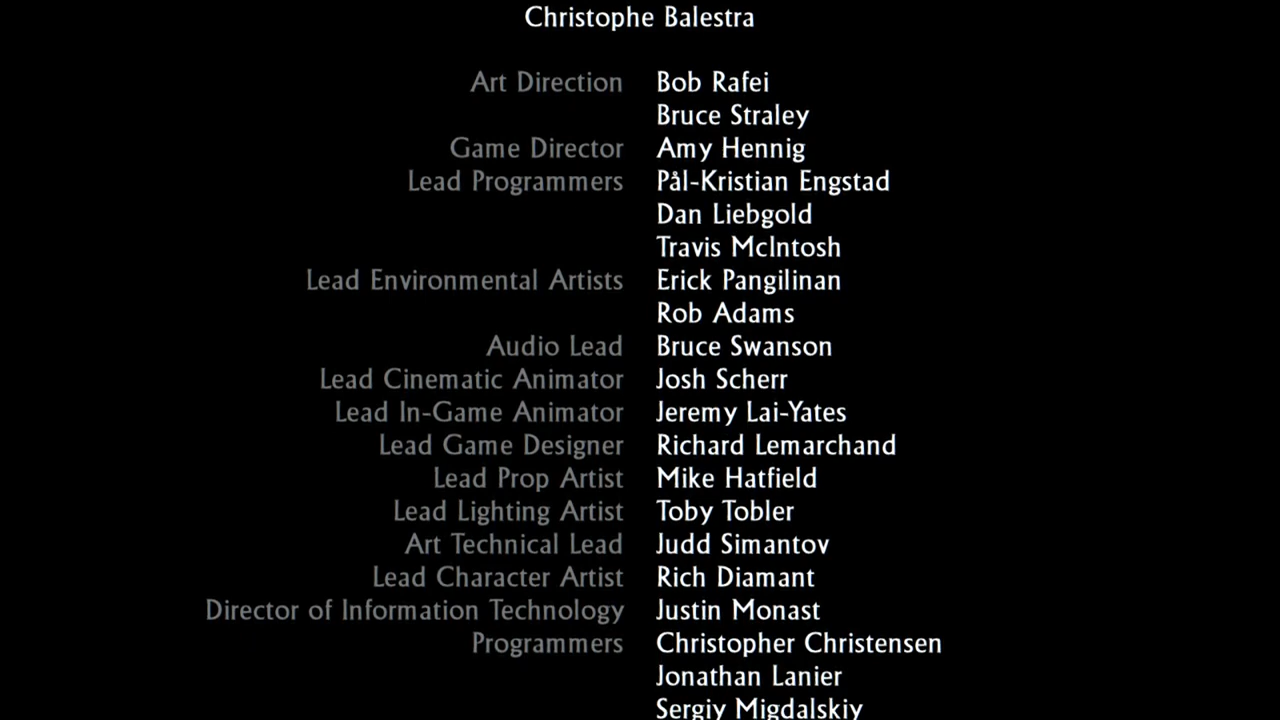 Christophe Balestra
Art Direction Bob Rafei
Bruce Straley
Game Director Amy Hennig
Lead Programmers Pål-Kristian Engstad
Dan Liebgold
Travis McIntosh
Lead Environmental Artists Erick Pangilinan
Rob Adams
Audio Lead Bruce Swanson
Lead Cinematic Animator Josh Scherr
Lead In-Game Animator Jeremy Lai-Yates
Lead Game Designer Richard Lemarchand
Lead Prop Artist Mike Hatfield
Lead Lighting Artist Toby Tobler
Art Technical Lead Judd Simantov
Lead Character Artist Rich Diamant
Director of Information Technology Justin Monast
Programmers Christopher Christensen
Jonathan Lanier
Sergiy Migdalskiy